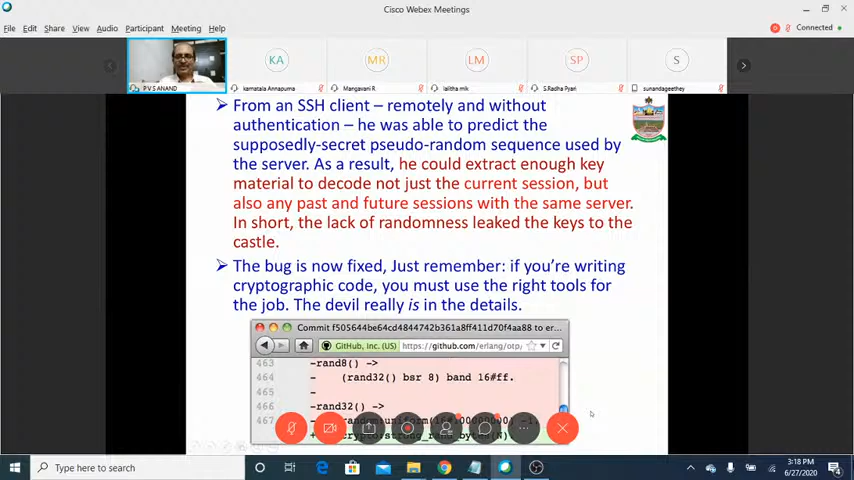 Cisco Webex Meetings
File Edit Share View Audio Participant Meeting Help
Connected
KA
MR
LM
SP
S
P V S ANAND
kamatala Annapurna
Mangavani R
lalitha mk
S.Radha Pyari
sunandageethey
From an SSH client – remotely and without
authentication – he was able to predict the
supposedly-secret pseudo-random sequence used by
the server. As a result, he could extract enough key
material to decode not just the current session, but
also any past and future sessions with the same server.
In short, the lack of randomness leaked the keys to the
castle.
The bug is now fixed, Just remember: if you're writing
cryptographic code, you must use the right tools for
the job. The devil really is in the details.
Commit f505644be64cd4844742b361a8ff411d70f4aa88 to er...
GitHub, Inc. (US) https://github.com/erlang/otp
463 -rand8() ->
464 - (rand32() bsr 8) band 16#ff.
465 -
466 -rand32() ->
467
Type here to search
3:18 PM
6/27/2020